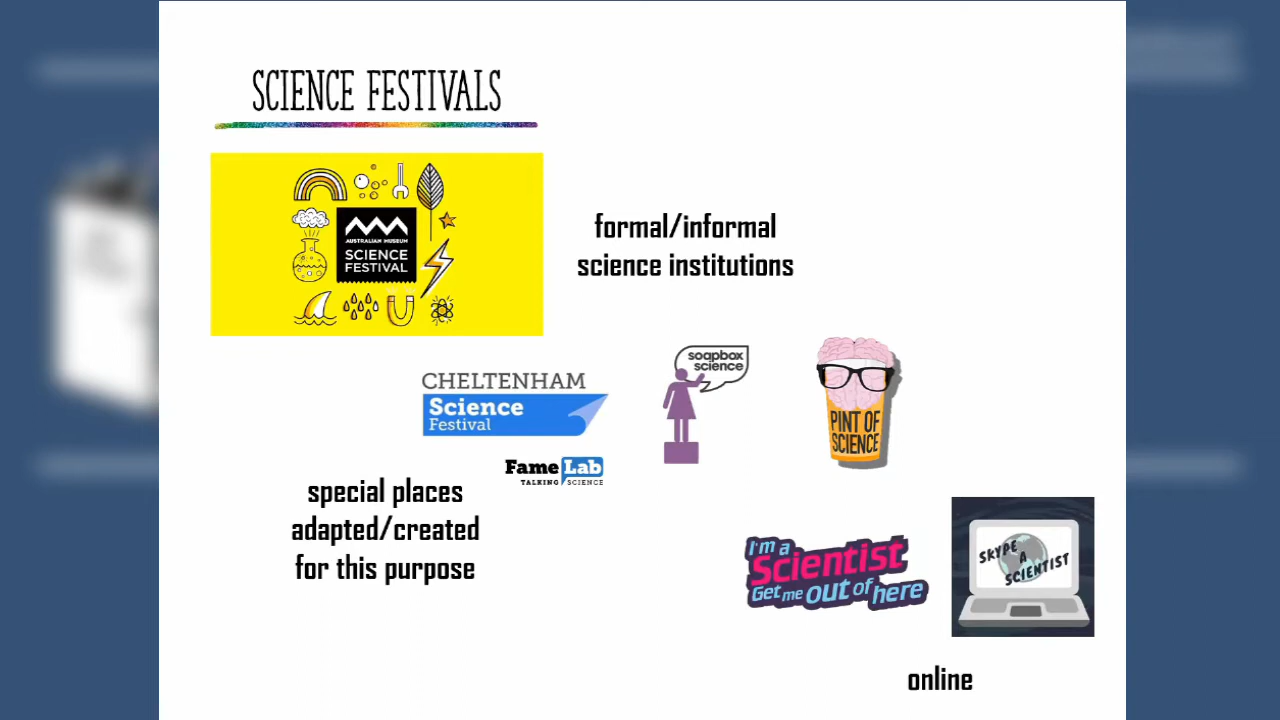 SCIENCE FESTIVALS
AUSTRALIAN MUSEUM
SCIENCE
FESTIVAL
formal/informal
science institutions
soapbox
science
CHELTENHAM
Science
Festival
PINT OF
SCIENCE
FameLab
TALKING SCIENCE
special places
adapted/created
for this purpose
I'm a
Scientist
Get me out of here
SKYPE
A
SCIENTIST
online